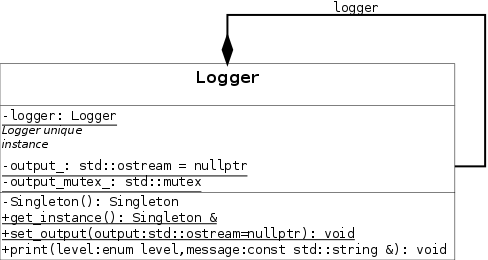 logger
Logger
-logger: Logger
Logger unique
instance
-output_: std::ostream = nullptr
-output_mutex_: std::mutex
-Singleton(): Singleton
+get_instance(): Singleton &
+set_output(output:std::ostream=nullptr): void
+print(level:enum level,message:const std::string &): void